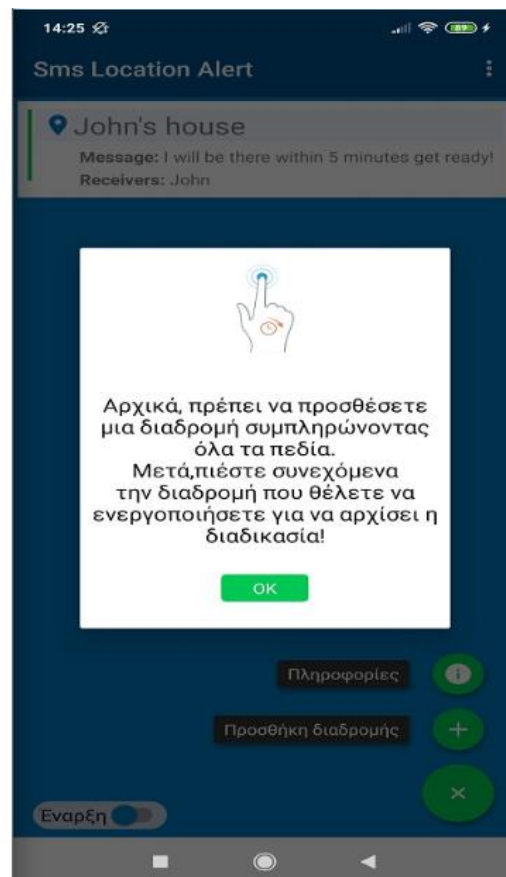 14:25
89
Sms Location Alert
John's house
Message: I will be there within 5 minutes get ready!
Receivers: John
Αρχικά, πρέπει να προσθέσετε
μια διαδρομή συμπληρώνοντας
όλα τα πεδία.
Μετά,πιέστε συνεχόμενα
την διαδρομή που θέλετε να
ενεργοποιήσετε για να αρχίσει η
διαδικασία!
OK
Πληροφορίες
Προσθήκη διαδρομής
Εναρξη